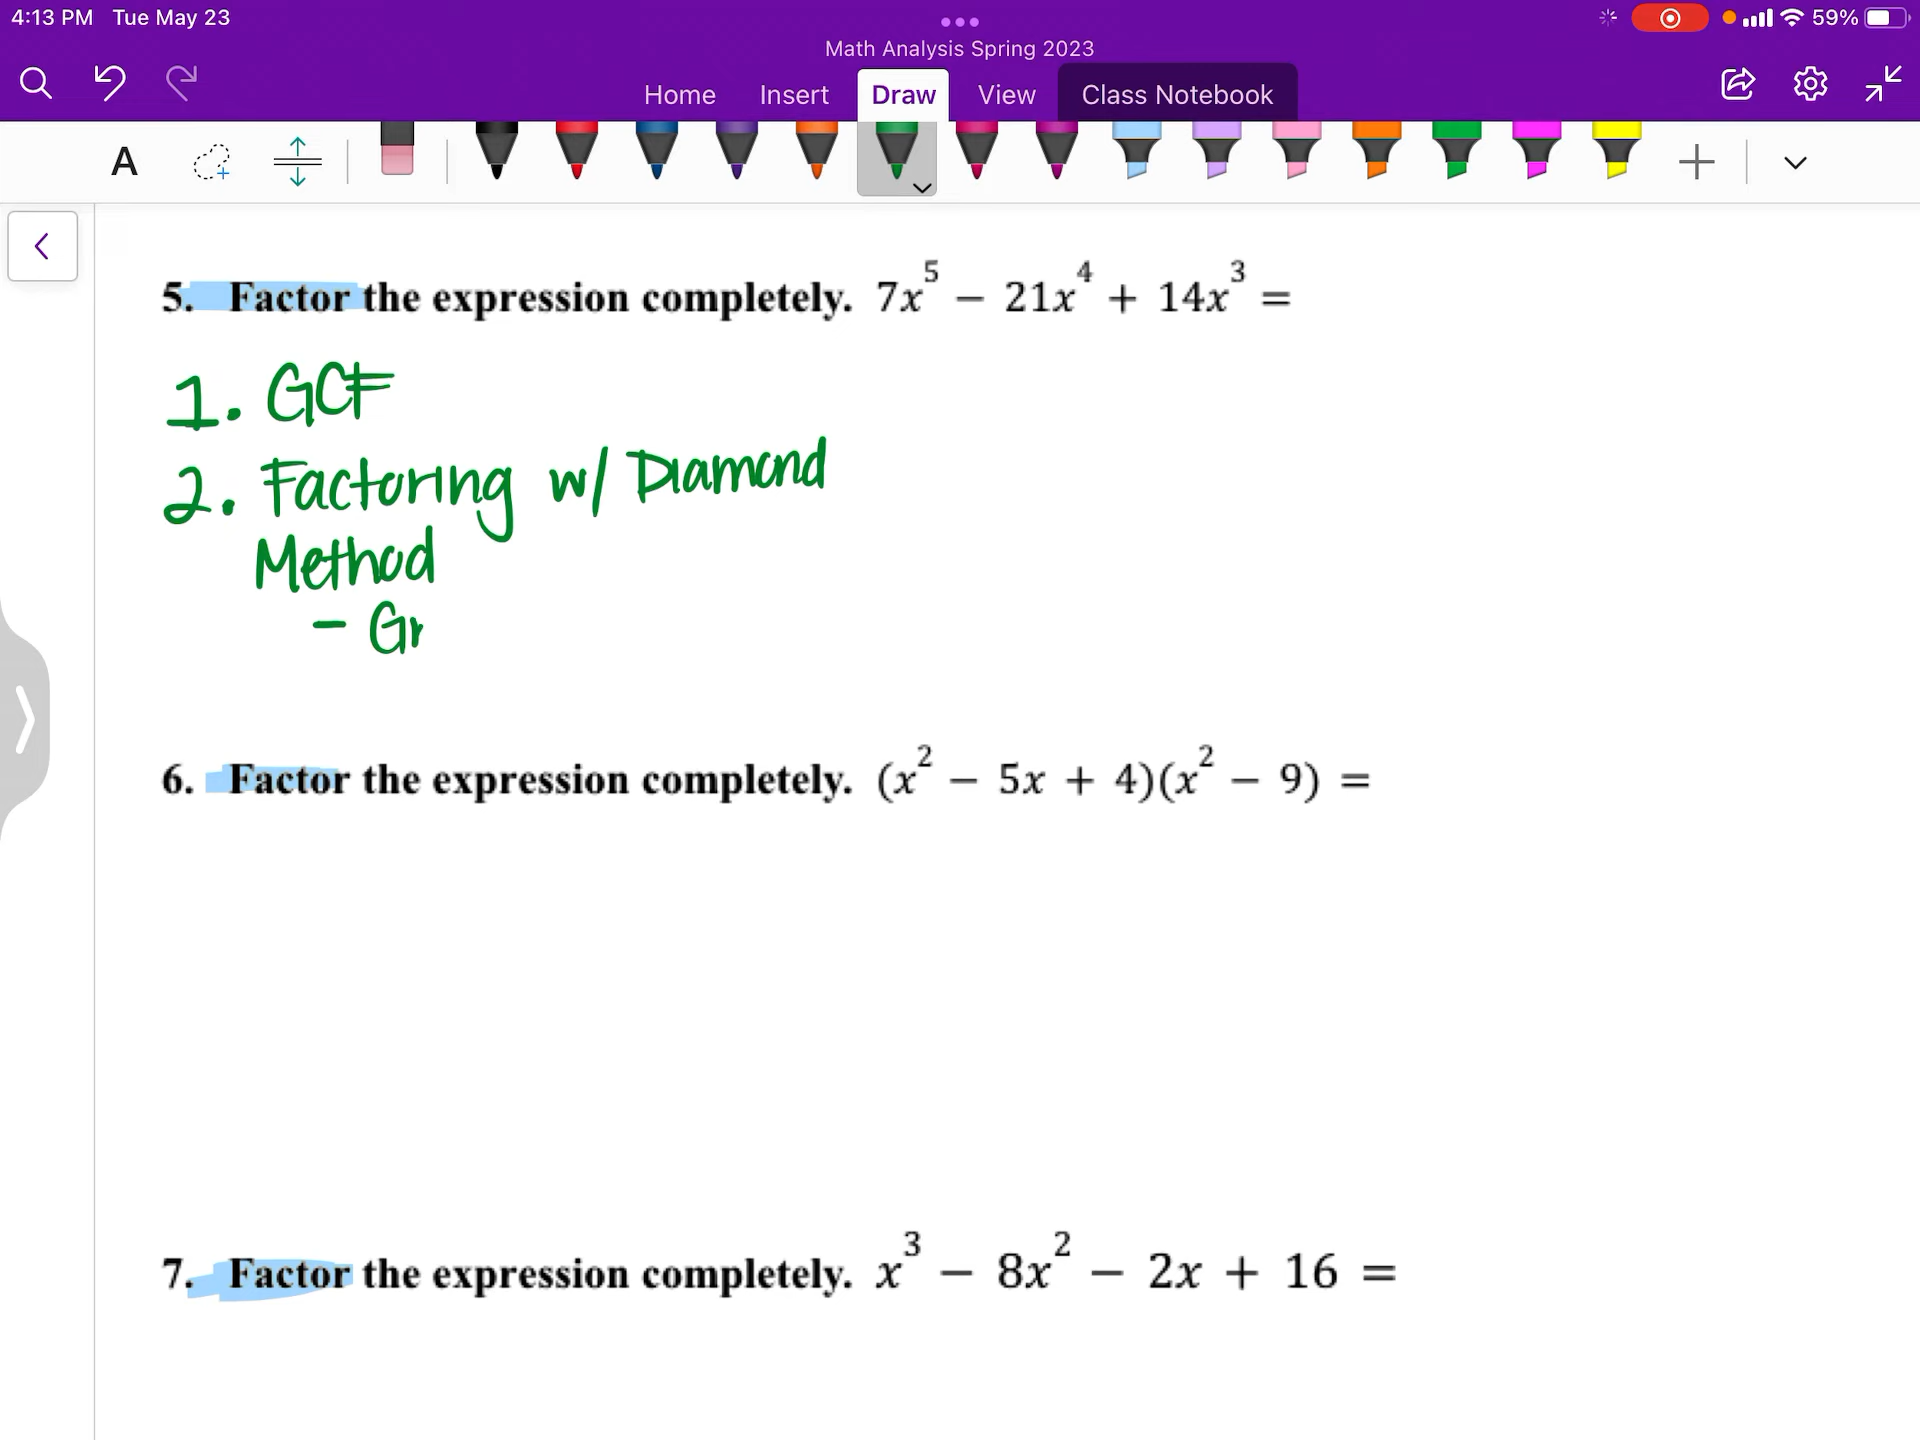 4:13 PM Tue May 23
59%
Math Analysis Spring 2023
Home Insert Draw View Class Notebook
A
5. Factor the expression completely. 7x⁵ − 21x⁴ + 14x³ =
1. GCF
2. Factoring w/ Diamond
Method
- Gr
6. Factor the expression completely. (x² − 5x + 4)(x² − 9) =
7. Factor the expression completely. x³ − 8x² − 2x + 16 =